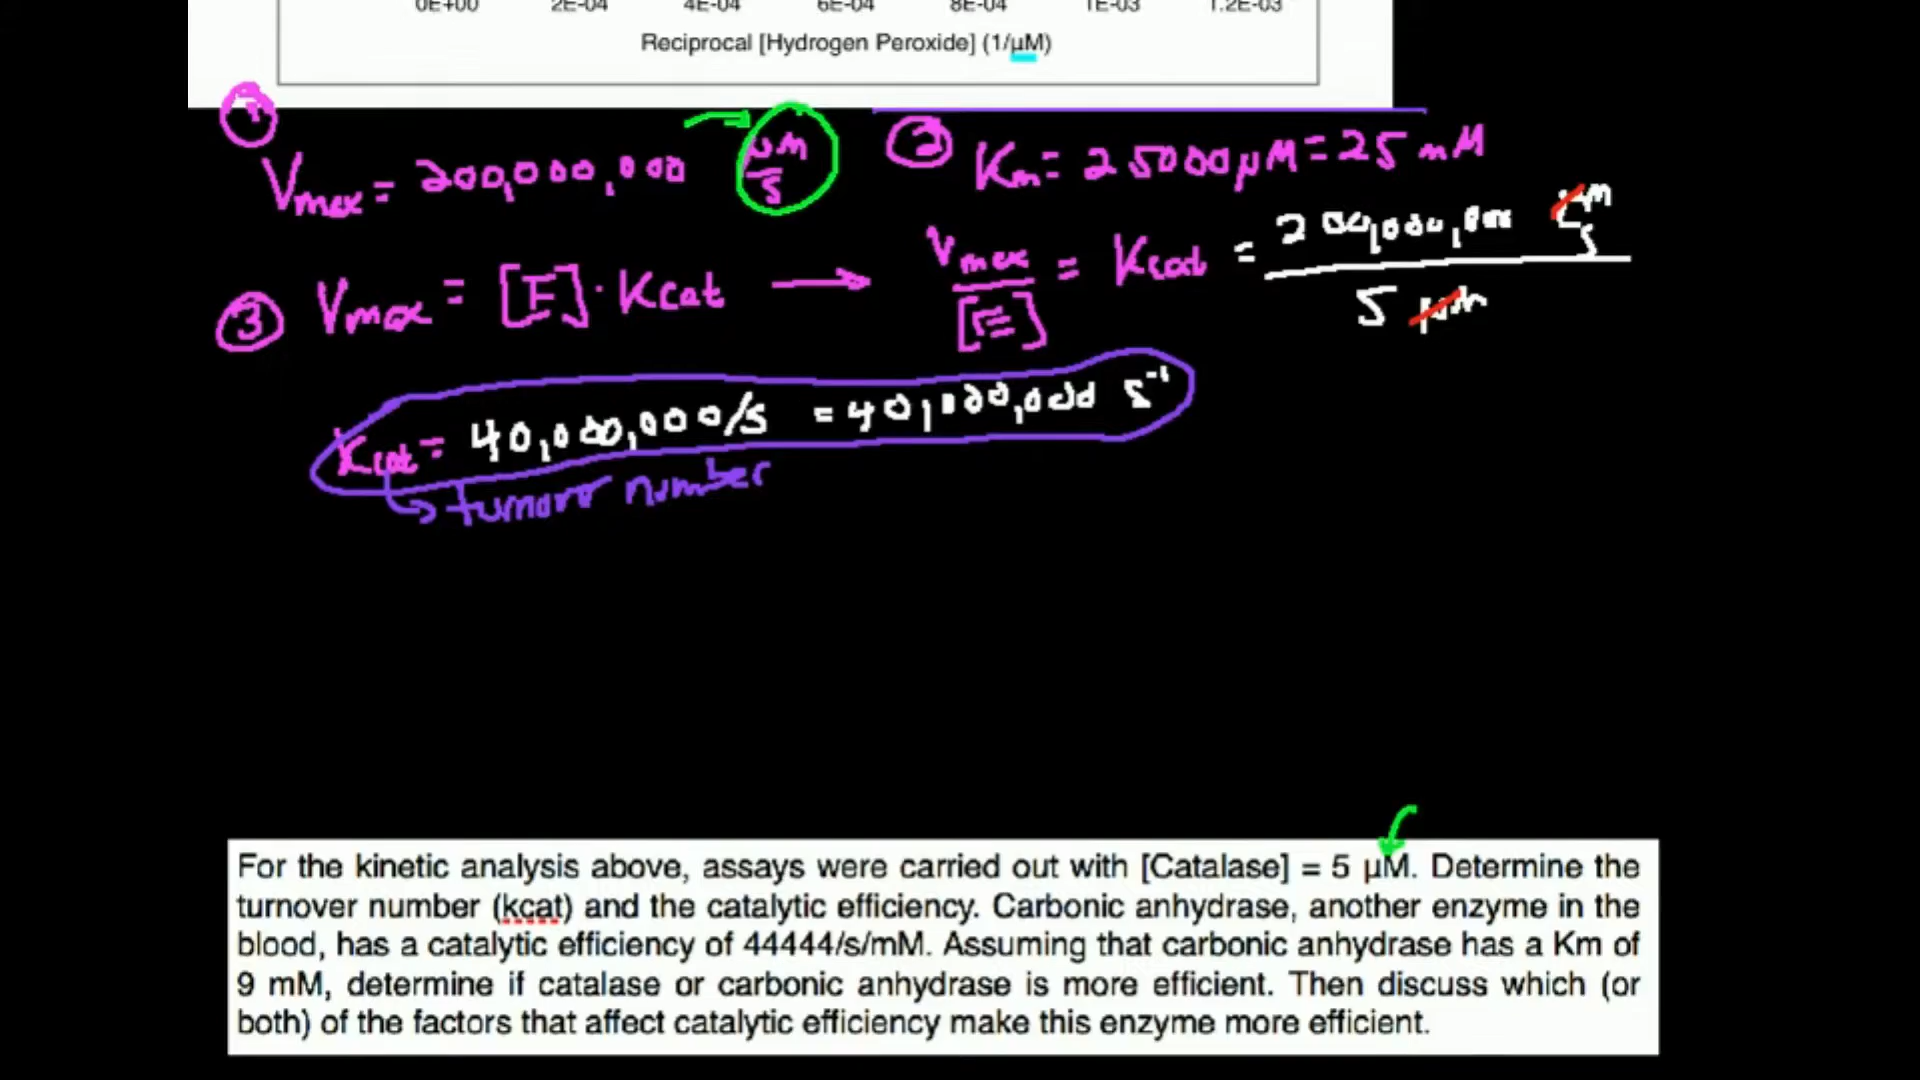 0E+00 2E-04 4E-04 6E-04 8E-04 1E-03 1.2E-03
Reciprocal [Hydrogen Peroxide] (1/μM)
1
Vmax = 200,000,000 μM/s
2 Km = 25000 μM = 25 mM
3 Vmax = [E] · Kcat → Vmax/[E] = Kcat = 200,000,000 μM/s / 5 μM
Kcat = 40,000,000/s = 40,000,000 s⁻¹
turnover number
For the kinetic analysis above, assays were carried out with [Catalase] = 5 μM. Determine the
turnover number (kcat) and the catalytic efficiency. Carbonic anhydrase, another enzyme in the
blood, has a catalytic efficiency of 44444/s/mM. Assuming that carbonic anhydrase has a Km of
9 mM, determine if catalase or carbonic anhydrase is more efficient. Then discuss which (or
both) of the factors that affect catalytic efficiency make this enzyme more efficient.